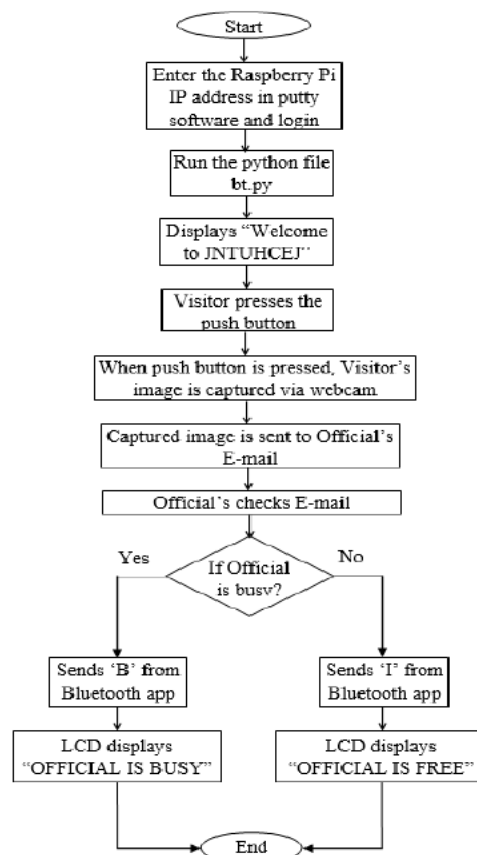 Start
Enter the Raspberry Pi
IP address in putty
software and login
Run the python file
bt.py
Displays “Welcome
to JNTUHCEJ”
Visitor presses the
push button
When push button is pressed, Visitor’s
image is captured via webcam
Captured image is sent to Official’s
E-mail
Official’s checks E-mail
If Official
is busy?
Yes
No
Sends ‘B’ from
Bluetooth app
Sends ‘I’ from
Bluetooth app
LCD displays
“OFFICIAL IS BUSY”
LCD displays
“OFFICIAL IS FREE”
End